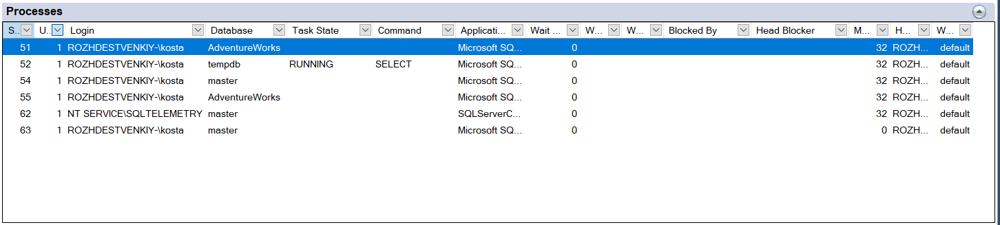 Processes
S.. U.. Login Database Task State Command Applicati... Wait ... W... W... Blocked By Head Blocker M... H... W...
51 1 ROZHDESTVENKIY-\kosta AdventureWorks Microsoft SQ... 0 32 ROZH... default
52 1 ROZHDESTVENKIY-\kosta tempdb RUNNING SELECT Microsoft SQ... 0 32 ROZH... default
54 1 ROZHDESTVENKIY-\kosta master Microsoft SQ... 0 32 ROZH... default
55 1 ROZHDESTVENKIY-\kosta AdventureWorks Microsoft SQ... 0 32 ROZH... default
62 1 NT SERVICE\SQLTELEMETRY master SQLServerC... 0 32 ROZH... default
63 1 ROZHDESTVENKIY-\kosta master Microsoft SQ... 0 0 ROZH... default